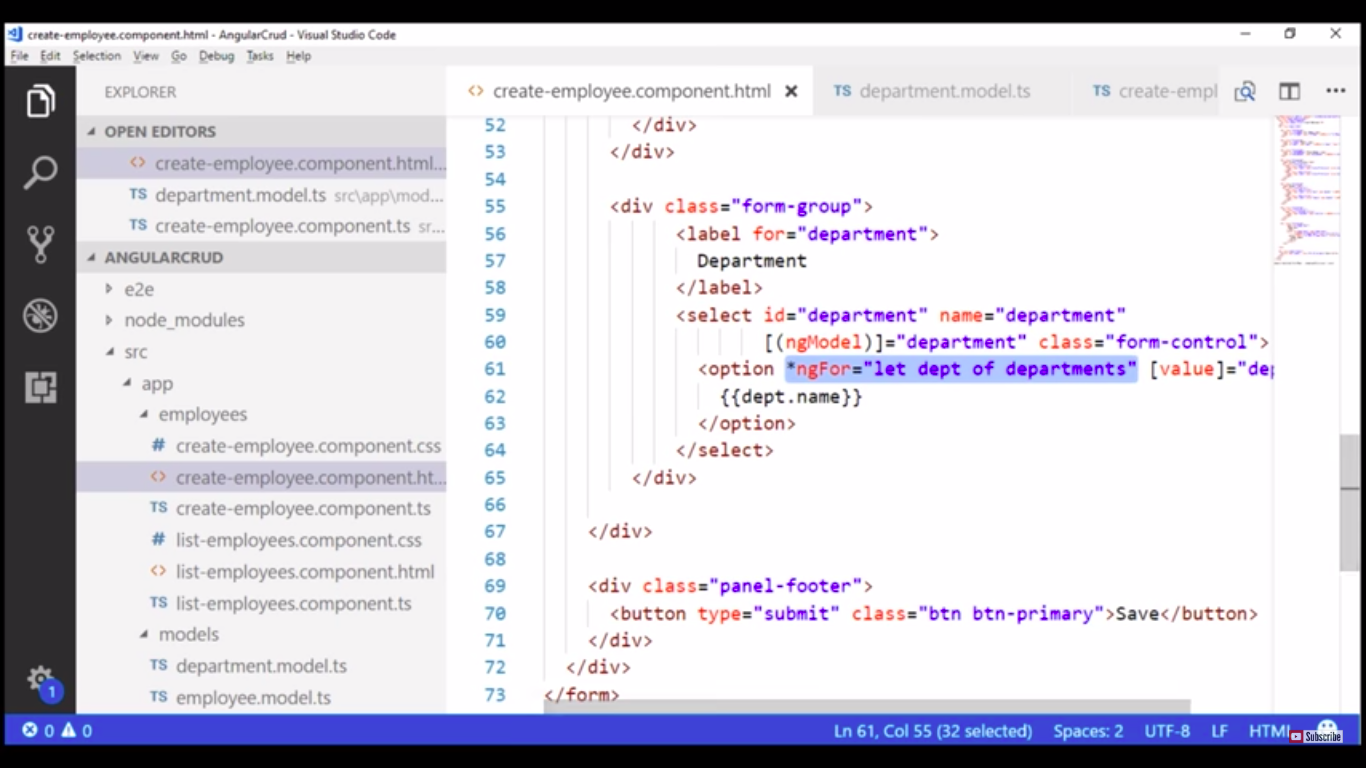 create-employee.component.html - AngularCrud - Visual Studio Code
File Edit Selection View Go Debug Tasks Help
EXPLORER
OPEN EDITORS
create-employee.component.html...
TS department.model.ts src\app\mod...
TS create-employee.component.ts sr...
ANGULARCRUD
e2e
node_modules
src
app
employees
# create-employee.component.css
<> create-employee.component.ht...
TS create-employee.component.ts
# list-employees.component.css
<> list-employees.component.html
TS list-employees.component.ts
models
TS department.model.ts
TS employee.model.ts
1
<> create-employee.component.html TS department.model.ts TS create-empl ...
52 </div>
53 </div>
54
55 <div class="form-group">
56 <label for="department">
57 Department
58 </label>
59 <select id="department" name="department"
60 [(ngModel)]="department" class="form-control">
61 <option *ngFor="let dept of departments" [value]="dep
62 {{dept.name}}
63 </option>
64 </select>
65 </div>
66
67 </div>
68
69 <div class="panel-footer">
70 <button type="submit" class="btn btn-primary">Save</button>
71 </div>
72 </div>
73 </form>
0 0 Ln 61, Col 55 (32 selected) Spaces: 2 UTF-8 LF HTML
Subscribe